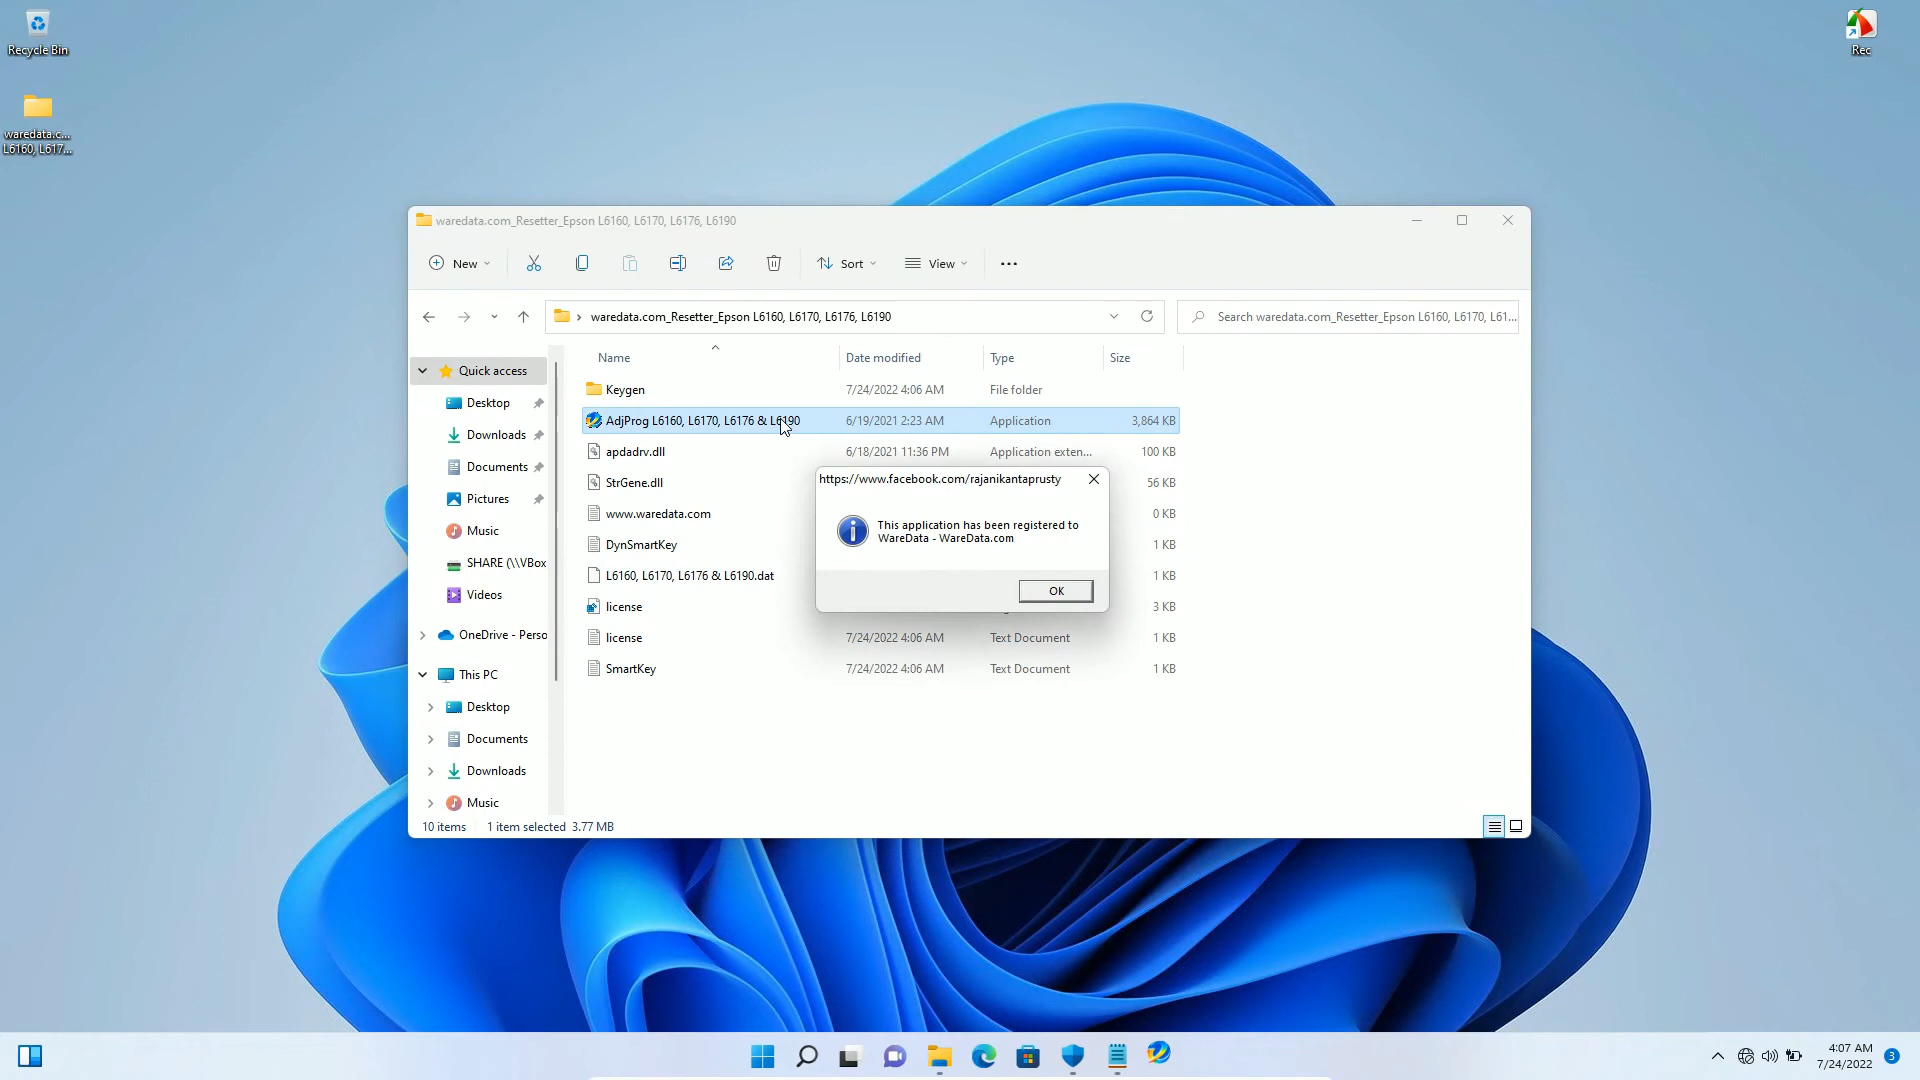 Recycle Bin
waredata.c...
L6160, L617...
Rec
waredata.com_Resetter_Epson L6160, L6170, L6176, L6190
New
Sort
View
waredata.com_Resetter_Epson L6160, L6170, L6176, L6190
Search waredata.com_Resetter_Epson L6160, L6170, L61...
Name
Date modified
Type
Size
Quick access
Desktop
Downloads
Documents
Pictures
Music
SHARE (\\VBox
Videos
OneDrive - Perso
This PC
Desktop
Documents
Downloads
Music
Keygen 7/24/2022 4:06 AM File folder
AdjProg L6160, L6170, L6176 & L6190 6/19/2021 2:23 AM Application 3,864 KB
apdadrv.dll 6/18/2021 11:36 PM Application exten... 100 KB
StrGene.dll 56 KB
www.waredata.com 0 KB
DynSmartKey 1 KB
L6160, L6170, L6176 & L6190.dat 1 KB
license 3 KB
license 7/24/2022 4:06 AM Text Document 1 KB
SmartKey 7/24/2022 4:06 AM Text Document 1 KB
https://www.facebook.com/rajanikantaprusty
This application has been registered to
WareData - WareData.com
OK
10 items 1 item selected 3.77 MB
4:07 AM
7/24/2022
3